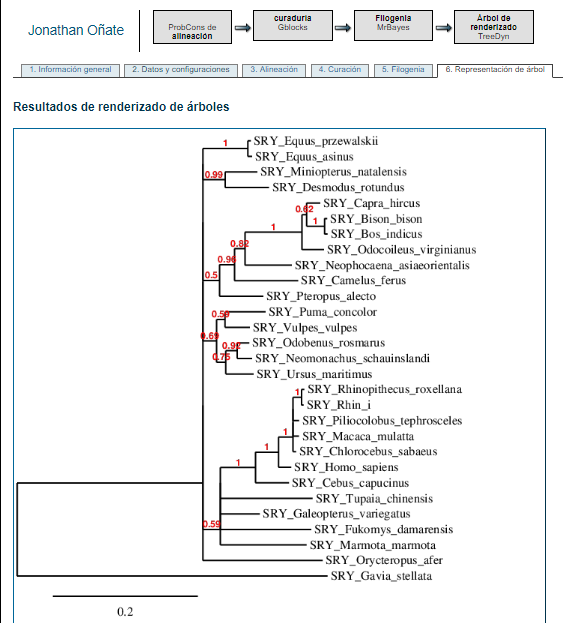 Jonathan Oñate
ProbCons de
alineación
curaduría
Gblocks
Filogenia
MrBayes
Árbol de
renderizado
TreeDyn
1. Información general
2. Datos y configuraciones
3. Alineación
4. Curación
5. Filogenia
6. Representación de árbol
Resultados de renderizado de árboles
1
SRY_Equus_przewalskii
SRY_Equus_asinus
0.99
SRY_Miniopterus_natalensis
SRY_Desmodus_rotundus
SRY_Capra_hircus
0.62
1
SRY_Bison_bison
1
SRY_Bos_indicus
0.82
SRY_Odocoileus_virginianus
0.96
SRY_Neophocaena_asiaeorientalis
0.5
SRY_Camelus_ferus
SRY_Pteropus_alecto
0.59
SRY_Puma_concolor
SRY_Vulpes_vulpes
0.69
0.92
SRY_Odobenus_rosmarus
0.76
SRY_Neomonachus_schauinslandi
SRY_Ursus_maritimus
1
SRY_Rhinopithecus_roxellana
SRY_Rhin_i
SRY_Piliocolobus_tephrosceles
1
SRY_Macaca_mulatta
1
SRY_Chlorocebus_sabaeus
1
SRY_Homo_sapiens
SRY_Cebus_capucinus
SRY_Tupaia_chinensis
SRY_Galeopterus_variegatus
0.59
SRY_Fukomys_damarensis
SRY_Marmota_marmota
SRY_Orycteropus_afer
SRY_Gavia_stellata
0.2